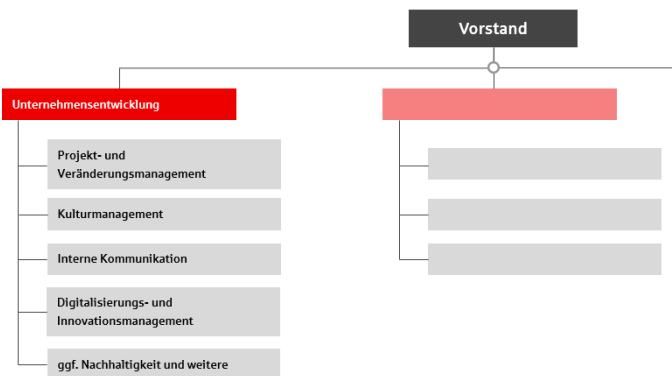 Vorstand
Unternehmensentwicklung
Projekt- und
Veränderungsmanagement
Kulturmanagement
Interne Kommunikation
Digitalisierungs- und
Innovationsmanagement
ggf. Nachhaltigkeit und weitere